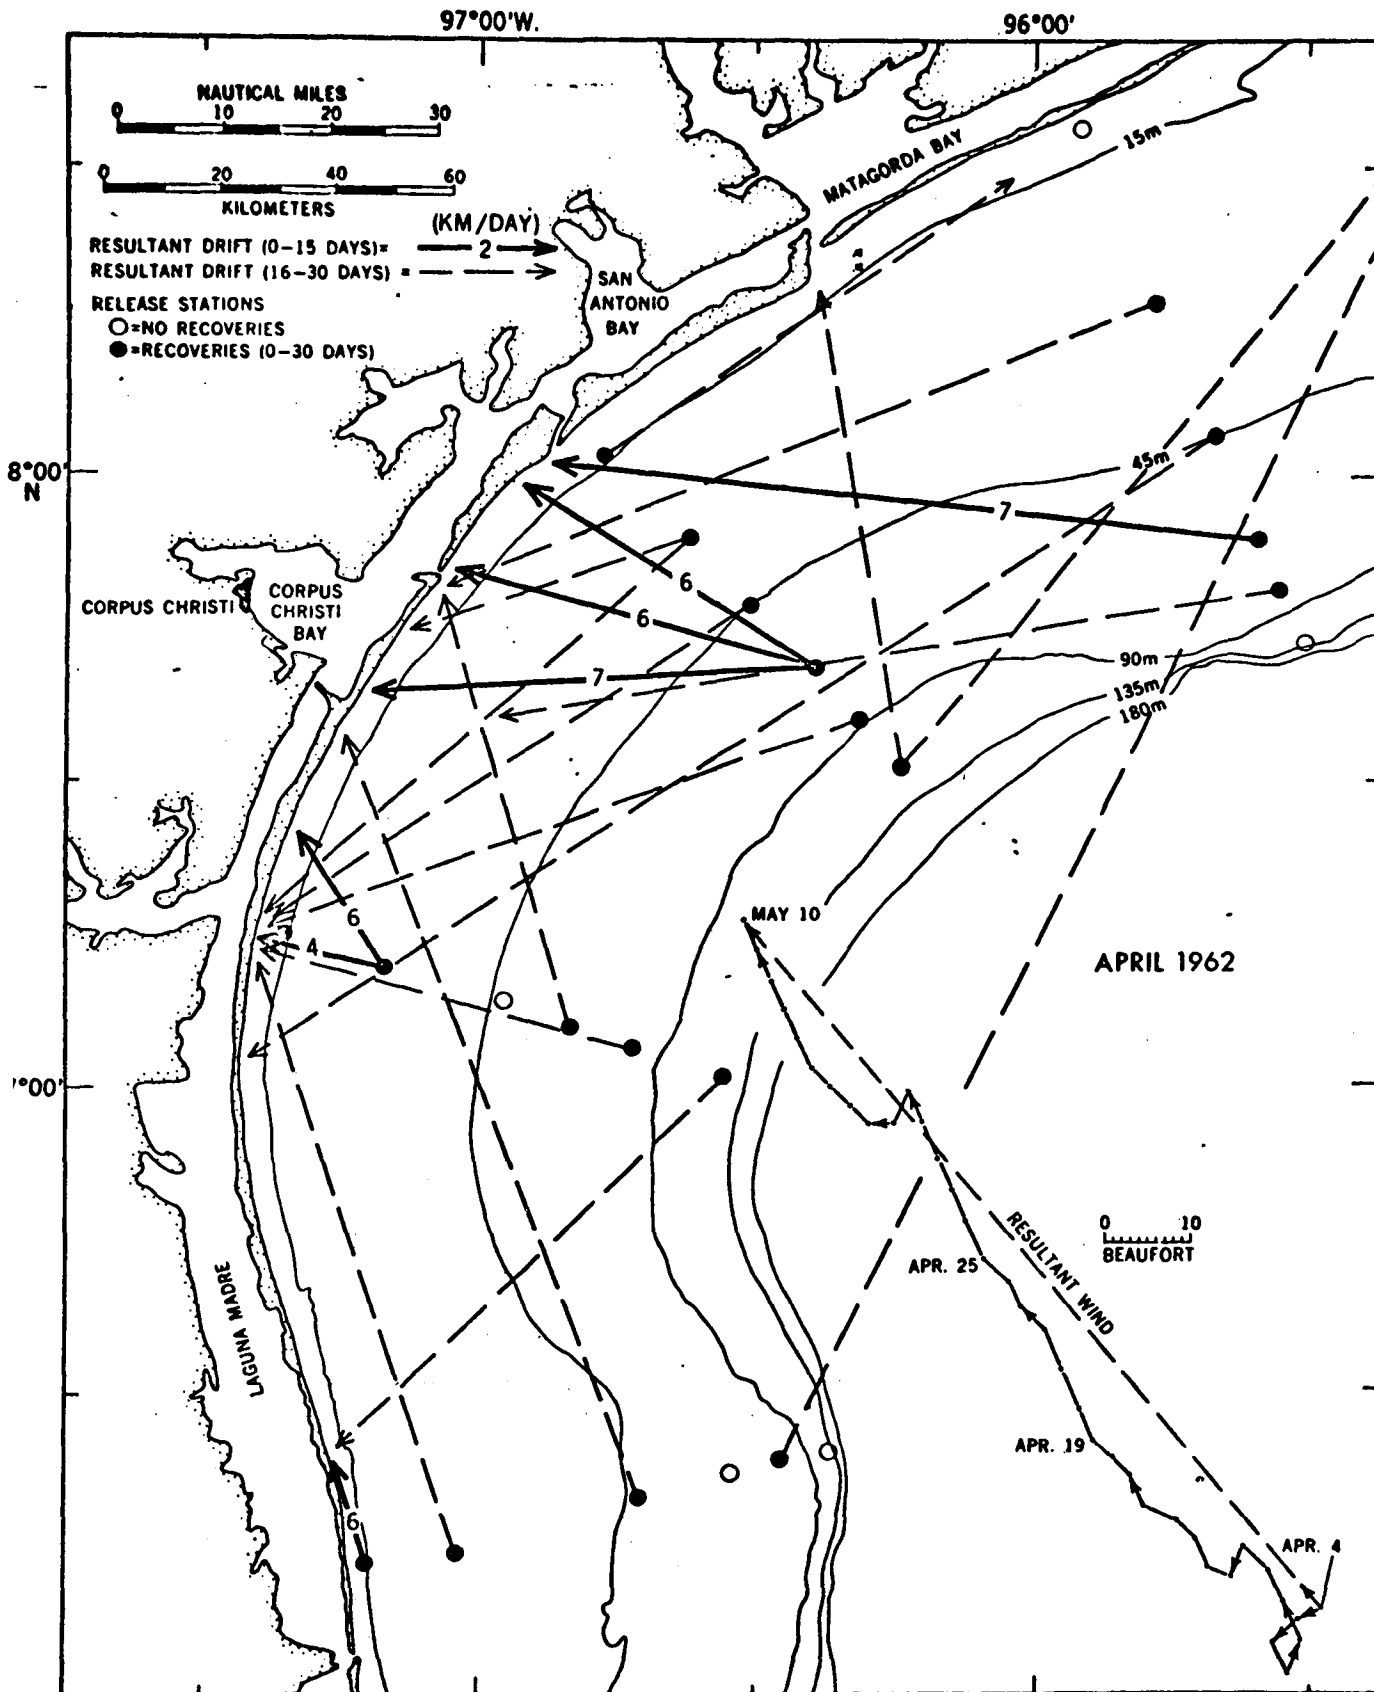 97°00'W.
96°00'
NAUTICAL MILES
0 10 20 30
0 20 40 60
KILOMETERS
(KM/DAY)
RESULTANT DRIFT (0-15 DAYS)= 2
RESULTANT DRIFT (16-30 DAYS) =
RELEASE STATIONS
O=NO RECOVERIES
●=RECOVERIES (0-30 DAYS)
MATAGORDA BAY
15m
SAN
ANTONIO
BAY
8°00'
N
45m
7
6
CORPUS CHRISTI
CORPUS
CHRISTI
BAY
6
7
90m
135m
180m
MAY 10
6
4
APRIL 1962
'00'
0 10
BEAUFORT
RESULTANT WIND
APR. 25
LAGUNA MADRE
APR. 19
6
APR. 4